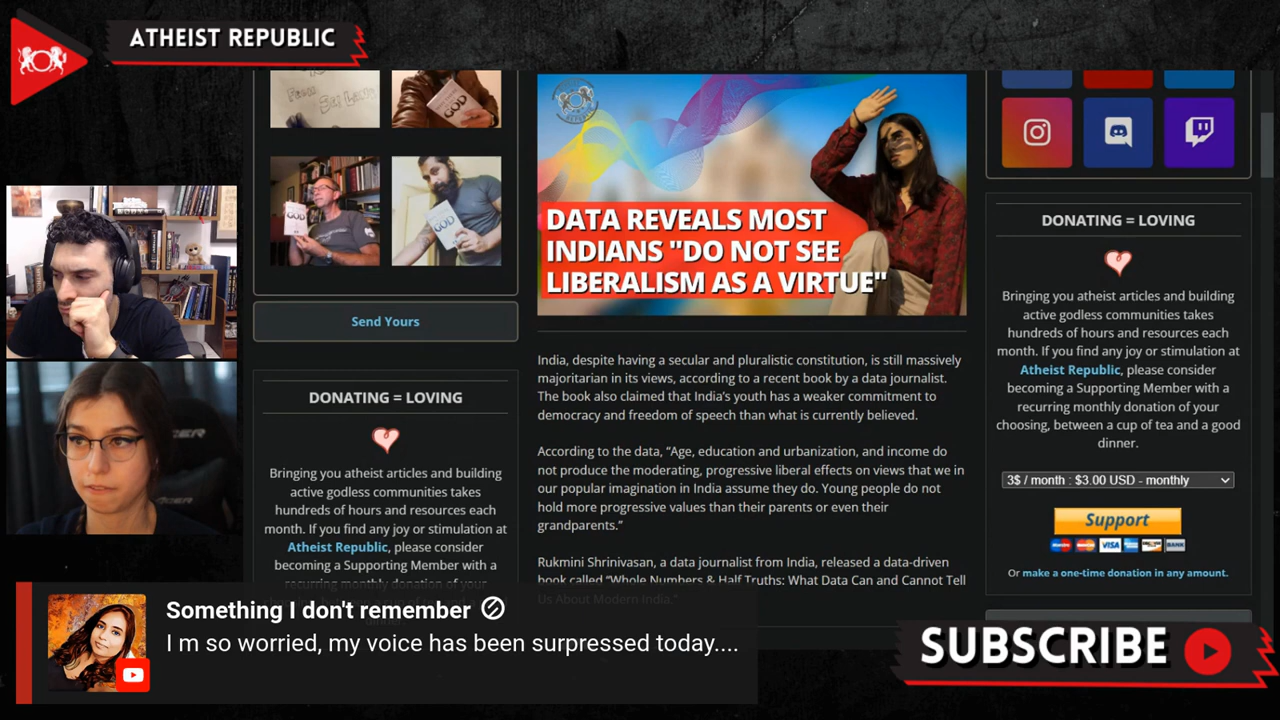 ATHEIST REPUBLIC
GOD
GOD
GOD
Send Yours
DONATING = LOVING
Bringing you atheist articles and building
active godless communities takes
hundreds of hours and resources each
month. If you find any joy or stimulation at
Atheist Republic, please consider
becoming a Supporting Member with a
recurring monthly donation of your
DATA REVEALS MOST
INDIANS "DO NOT SEE
LIBERALISM AS A VIRTUE"
India, despite having a secular and pluralistic constitution, is still massively
majoritarian in its views, according to a recent book by a data journalist.
The book also claimed that India's youth has a weaker commitment to
democracy and freedom of speech than what is currently believed.
According to the data, “Age, education and urbanization, and income do
not produce the moderating, progressive liberal effects on views that we in
our popular imagination in India assume they do. Young people do not
hold more progressive values than their parents or even their
grandparents.”
Rukmini Shrinivasan, a data journalist from India, released a data-driven
book called “Whole Numbers & Half Truths: What Data Can and Cannot Tell
Us About Modern India.”
DONATING = LOVING
Bringing you atheist articles and building
active godless communities takes
hundreds of hours and resources each
month. If you find any joy or stimulation at
Atheist Republic, please consider
becoming a Supporting Member with a
recurring monthly donation of your
choosing, between a cup of tea and a good
dinner.
3$ / month : $3.00 USD - monthly
Support
VISA
BANK
Or make a one-time donation in any amount.
Something I don't remember
I m so worried, my voice has been surpressed today....
SUBSCRIBE